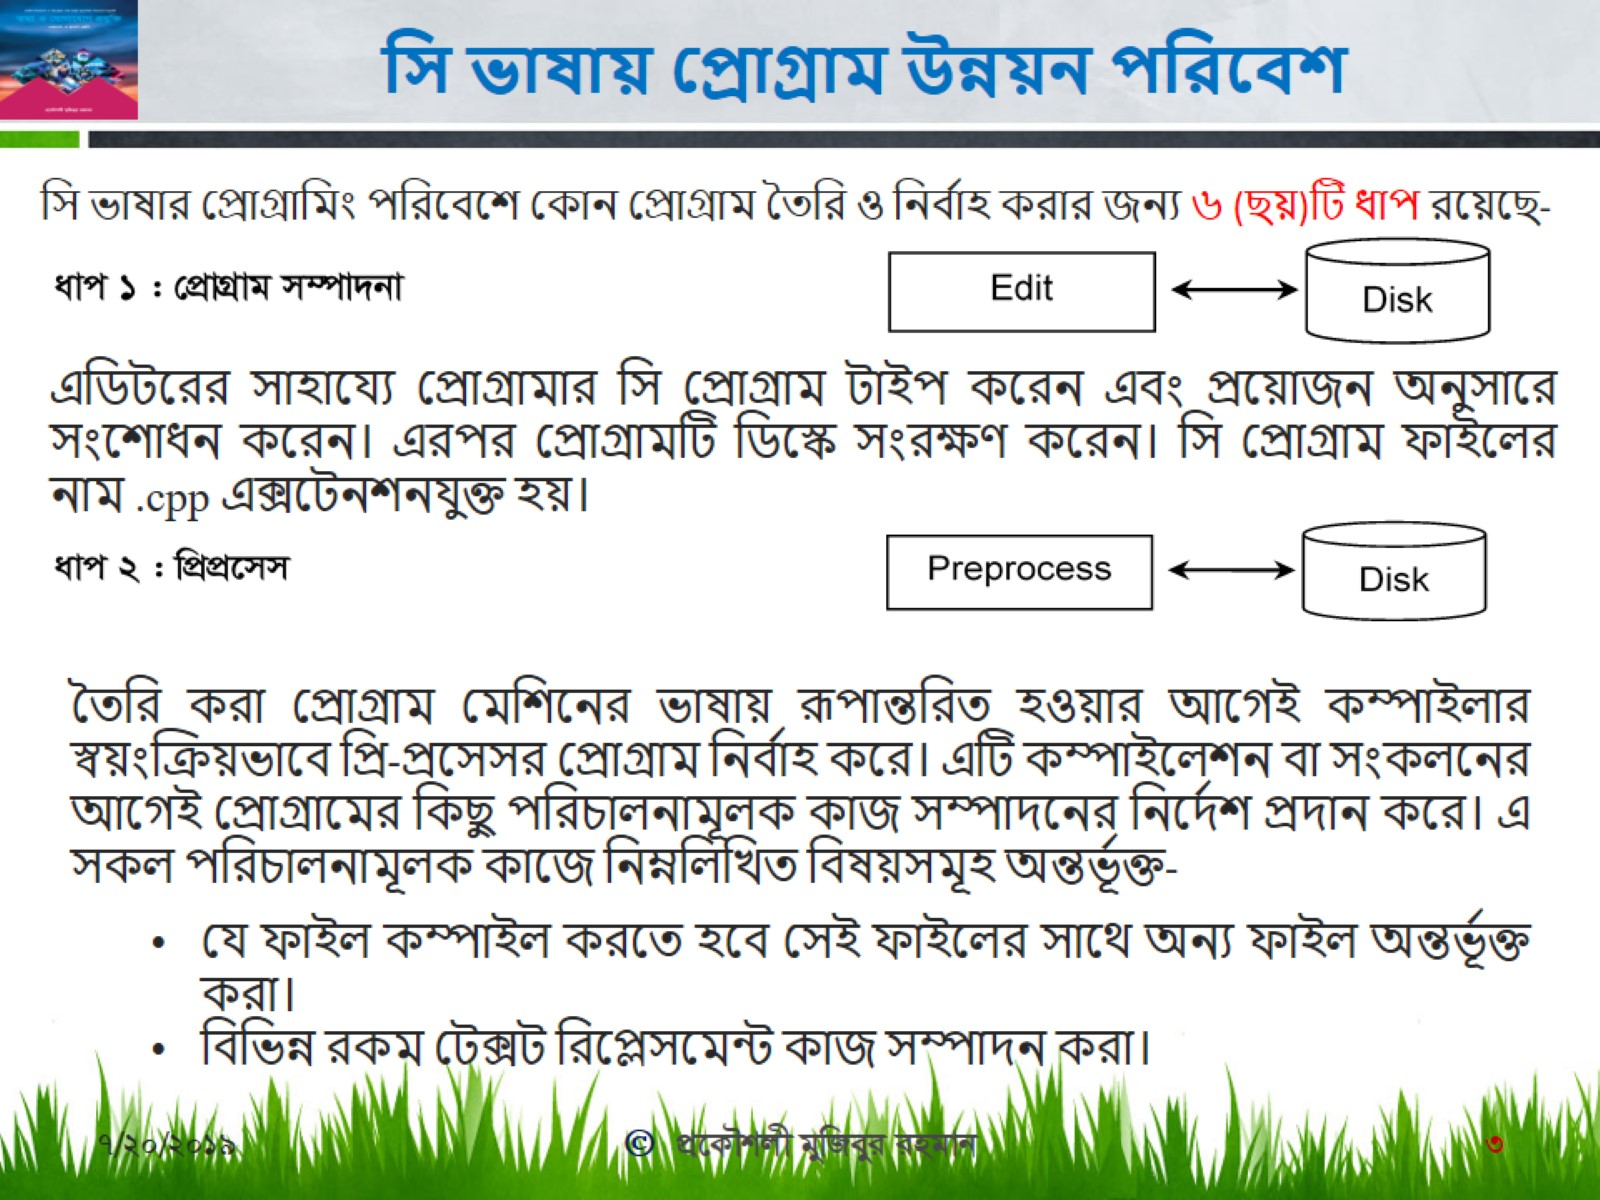 তথ্য ও যোগাযোগ প্রযুক্তি
সি ভাষায় প্রোগ্রাম উন্নয়ন পরিবেশ
সি ভাষার প্রোগ্রামিং পরিবেশে কোন প্রোগ্রাম তৈরি ও নির্বাহ করার জন্য ৬ (ছয়)টি ধাপ রয়েছে-
ধাপ ১ : প্রোগ্রাম সম্পাদনা
Edit
Disk
এডিটরের সাহায্যে প্রোগ্রামার সি প্রোগ্রাম টাইপ করেন এবং প্রয়োজন অনুসারে
সংশোধন করেন। এরপর প্রোগ্রামটি ডিস্কে সংরক্ষণ করেন। সি প্রোগ্রাম ফাইলের
নাম .cpp এক্সটেনশনযুক্ত হয়।
ধাপ ২ : প্রিপ্রসেস
Preprocess
Disk
তৈরি করা প্রোগ্রাম মেশিনের ভাষায় রূপান্তরিত হওয়ার আগেই কম্পাইলার
স্বয়ংক্রিয়ভাবে প্রি-প্রসেসর প্রোগ্রাম নির্বাহ করে। এটি কম্পাইলেশন বা সংকলনের
আগেই প্রোগ্রামের কিছু পরিচালনামূলক কাজ সম্পাদনের নির্দেশ প্রদান করে। এ
সকল পরিচালনামূলক কাজে নিম্নলিখিত বিষয়সমূহ অন্তর্ভূক্ত-
• যে ফাইল কম্পাইল করতে হবে সেই ফাইলের সাথে অন্য ফাইল অন্তর্ভূক্ত
করা।
• বিভিন্ন রকম টেক্সট রিপ্লেসমেন্ট কাজ সম্পাদন করা।
৭/২০/২০১৯
© প্রকৌশলী মুজিবুর রহমান
৩